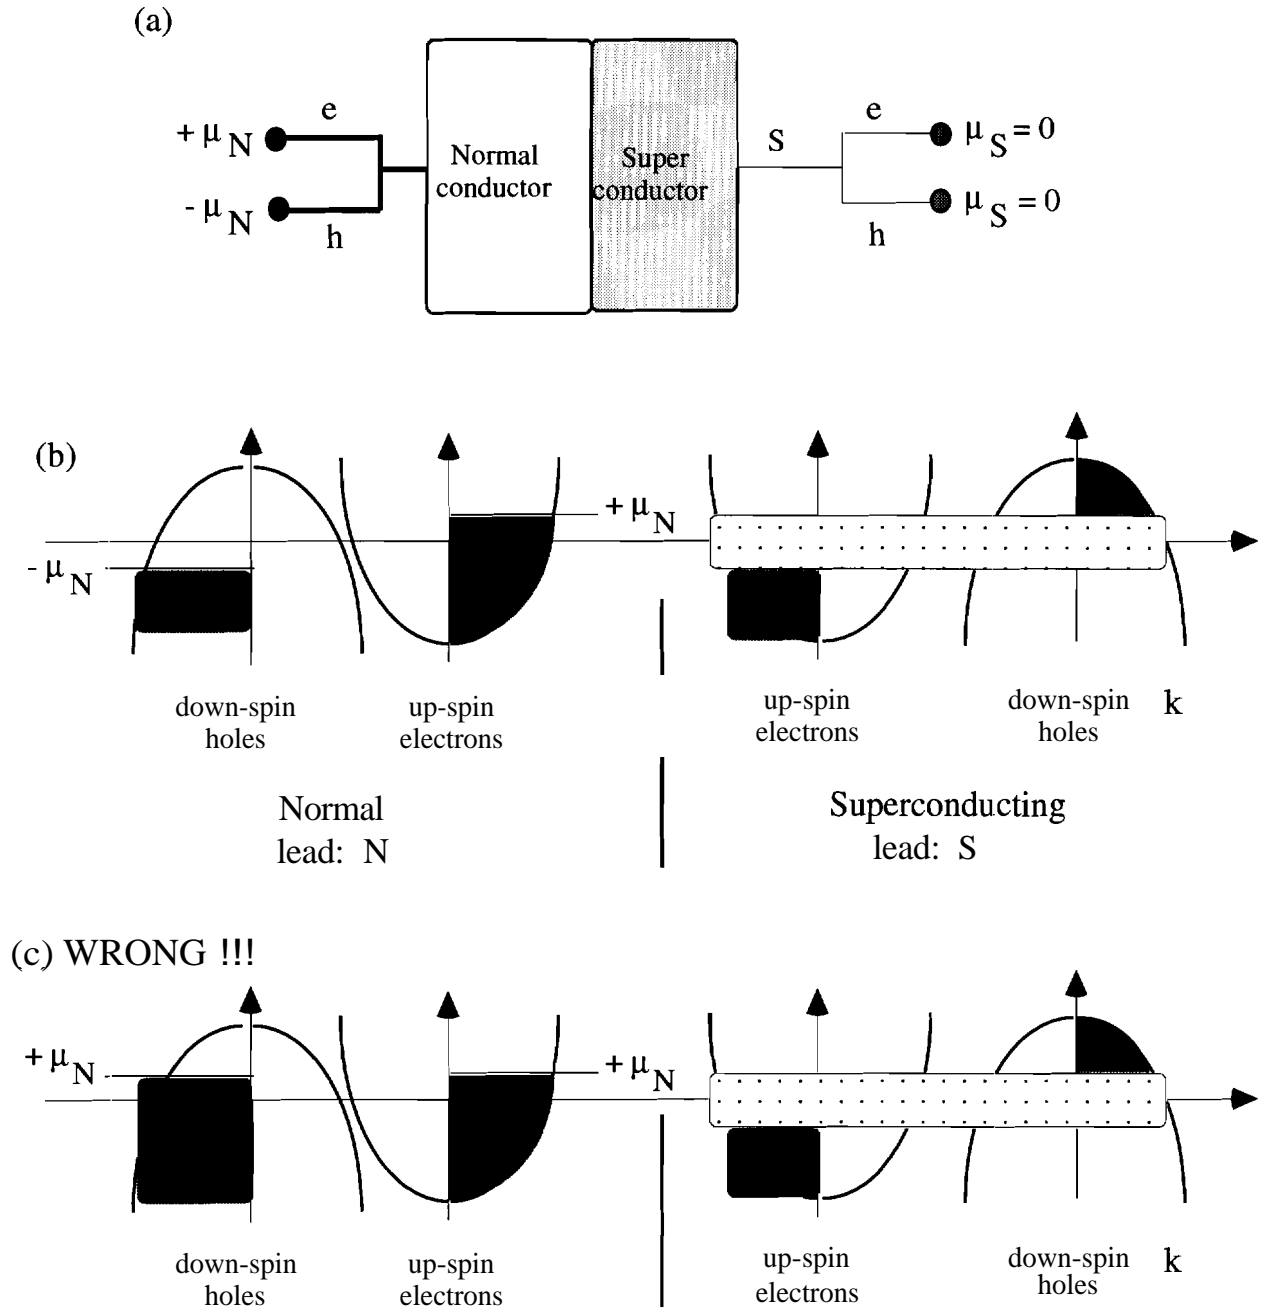 (a)
e
+ μ N
- μ N
h
Normal
conductor
Super
conductor
S
e
μ S = 0
μ S = 0
h
(b)
+ μ N
- μ N
down-spin
holes
up-spin
electrons
up-spin
electrons
down-spin
holes
k
Normal
lead: N
Superconducting
lead: S
(c) WRONG !!!
+ μ N
+ μ N
down-spin
holes
up-spin
electrons
up-spin
electrons
down-spin
holes
k